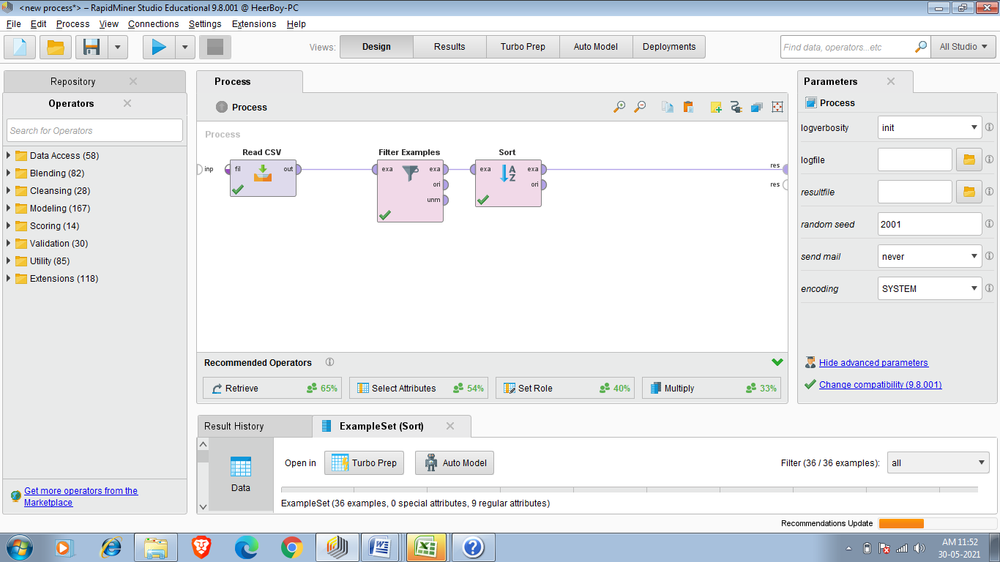 <new process*> – RapidMiner Studio Educational 9.8.001 @ HeerBoy-PC
File Edit Process View Connections Settings Extensions Help
Views: Design Results Turbo Prep Auto Model Deployments
Find data, operators...etc
All Studio
Repository
Operators
Search for Operators
Data Access (58)
Blending (82)
Cleansing (28)
Modeling (167)
Scoring (14)
Validation (30)
Utility (85)
Extensions (118)
Get more operators from the
Marketplace
Process
Process
Process
Read CSV
Filter Examples
Sort
inp
fil out
exa exa
ori
unm
exa exa
ori
A
Z
res
res
Recommended Operators
Retrieve 65%
Select Attributes 54%
Set Role 40%
Multiply 33%
Parameters
Process
logverbosity init
logfile
resultfile
random seed 2001
send mail never
encoding SYSTEM
Hide advanced parameters
Change compatibility (9.8.001)
Result History
ExampleSet (Sort)
Data
Open in Turbo Prep Auto Model
Filter (36 / 36 examples): all
ExampleSet (36 examples, 0 special attributes, 9 regular attributes)
Recommendations Update
AM 11:52
30-05-2021